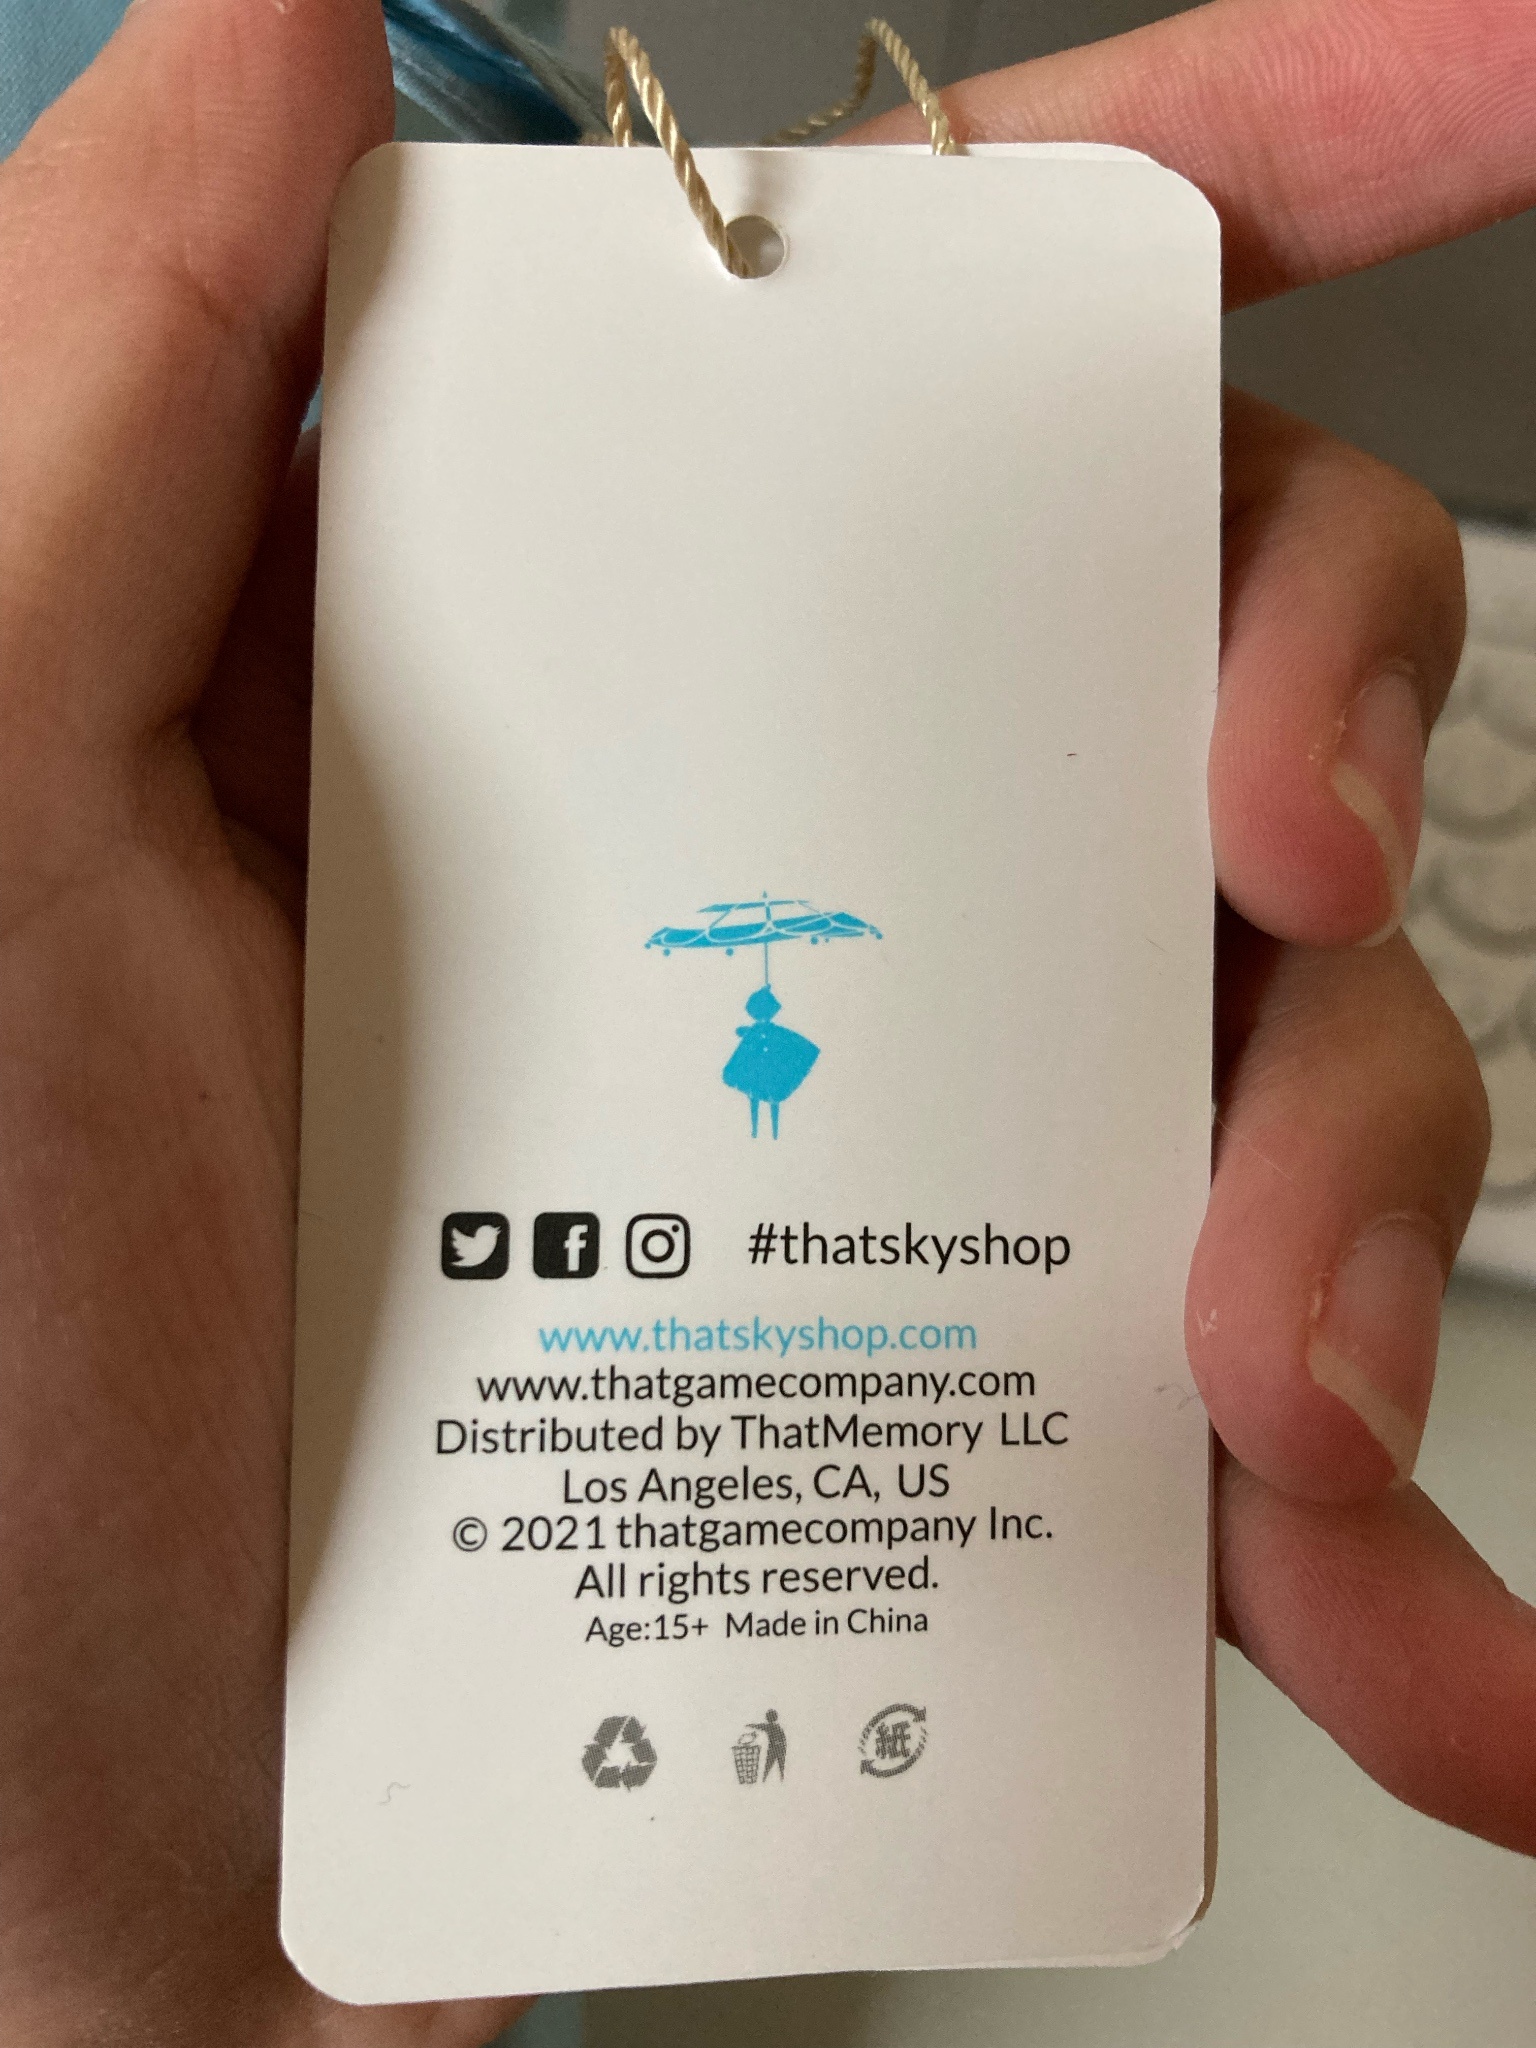 #thatskyshop
www.thatskyshop.com
www.thatgamecompany.com
Distributed by ThatMemory LLC
Los Angeles, CA, US
© 2021 thatgamecompany Inc.
All rights reserved.
Age:15+ Made in China
紙